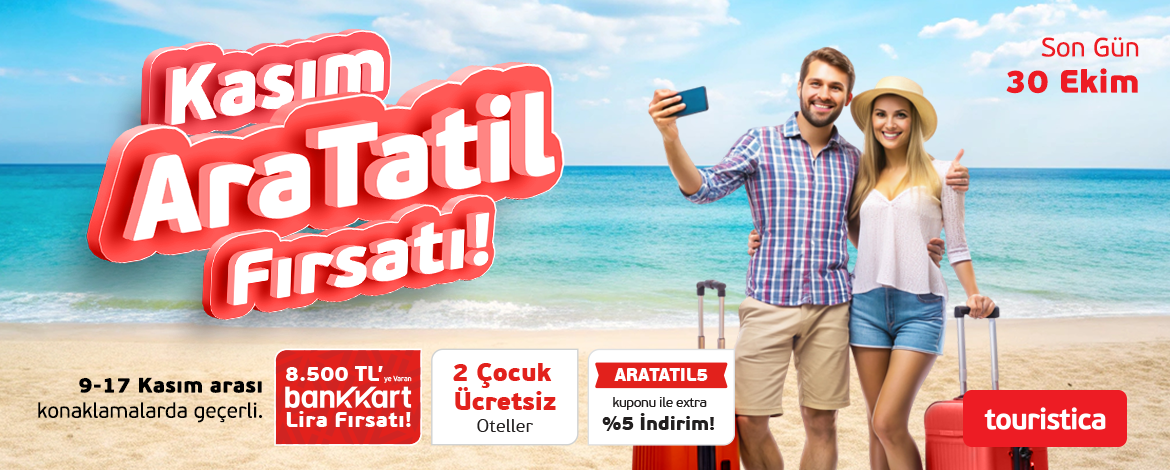 Kasım
AraTatil
Fırsatı!
Son Gün
30 Ekim
9-17 Kasım arası
konaklamalarda geçerli.
8.500 TL'ye Varan
banKKart
Lira Fırsatı!
2 Çocuk
Ücretsiz
Oteller
ARATATIL5
kuponu ile extra
%5 İndirim!
touristica